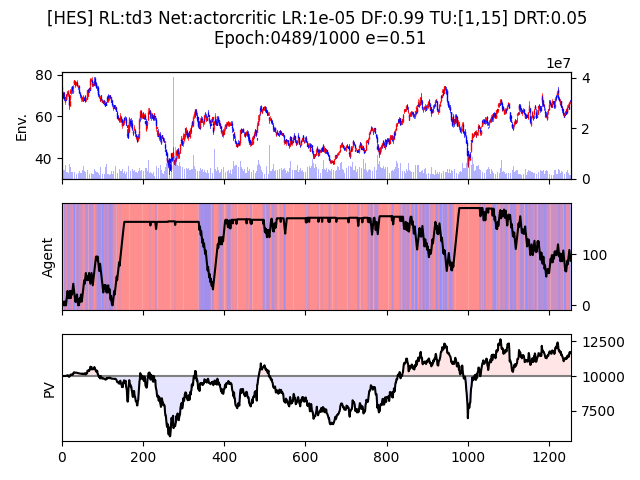 [HES] RL:td3 Net:actorcritic LR:1e-05 DF:0.99 TU:[1,15] DRT:0.05
Epoch:0489/1000 e=0.51
1e7
80
60
40
Env.
4
2
0
Agent
100
0
PV
12500
10000
7500
0 200 400 600 800 1000 1200